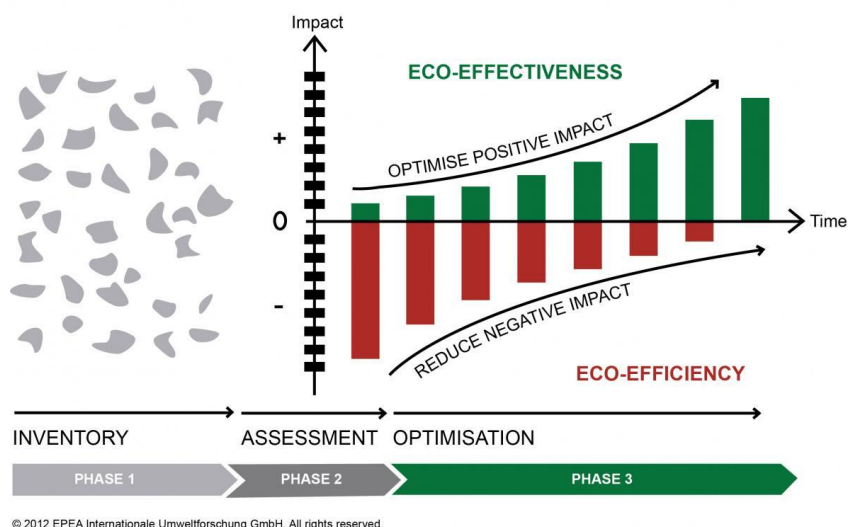 Impact
ECO-EFFECTIVENESS
+
OPTIMISE POSITIVE IMPACT
0
Time
-
REDUCE NEGATIVE IMPACT
ECO-EFFICIENCY
INVENTORY
ASSESSMENT
OPTIMISATION
PHASE 1
PHASE 2
PHASE 3
© 2012 EPEA Internationale Umweltforschung GmbH. All rights reserved